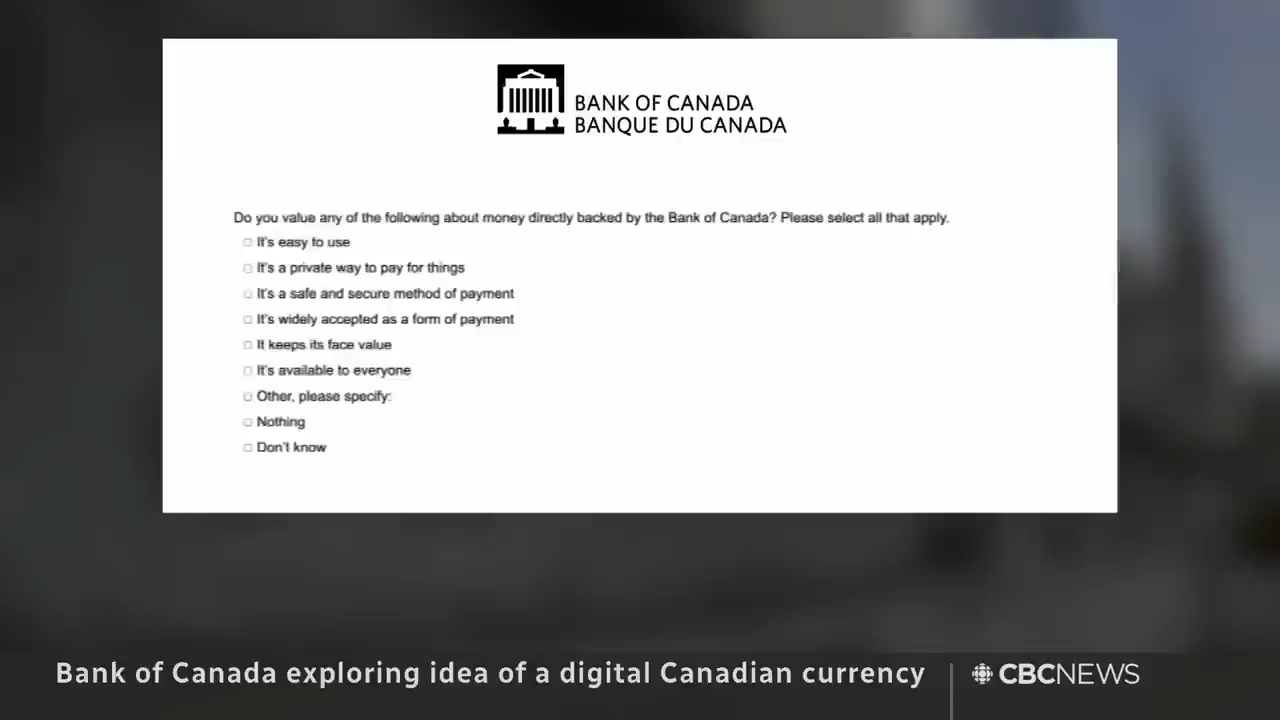 BANK OF CANADA
BANQUE DU CANADA
Do you value any of the following about money directly backed by the Bank of Canada? Please select all that apply.
It's easy to use
It's a private way to pay for things
It's a safe and secure method of payment
It's widely accepted as a form of payment
It keeps its face value
It's available to everyone
Other, please specify:
Nothing
Don't know
Bank of Canada exploring idea of a digital Canadian currency
CBCNEWS